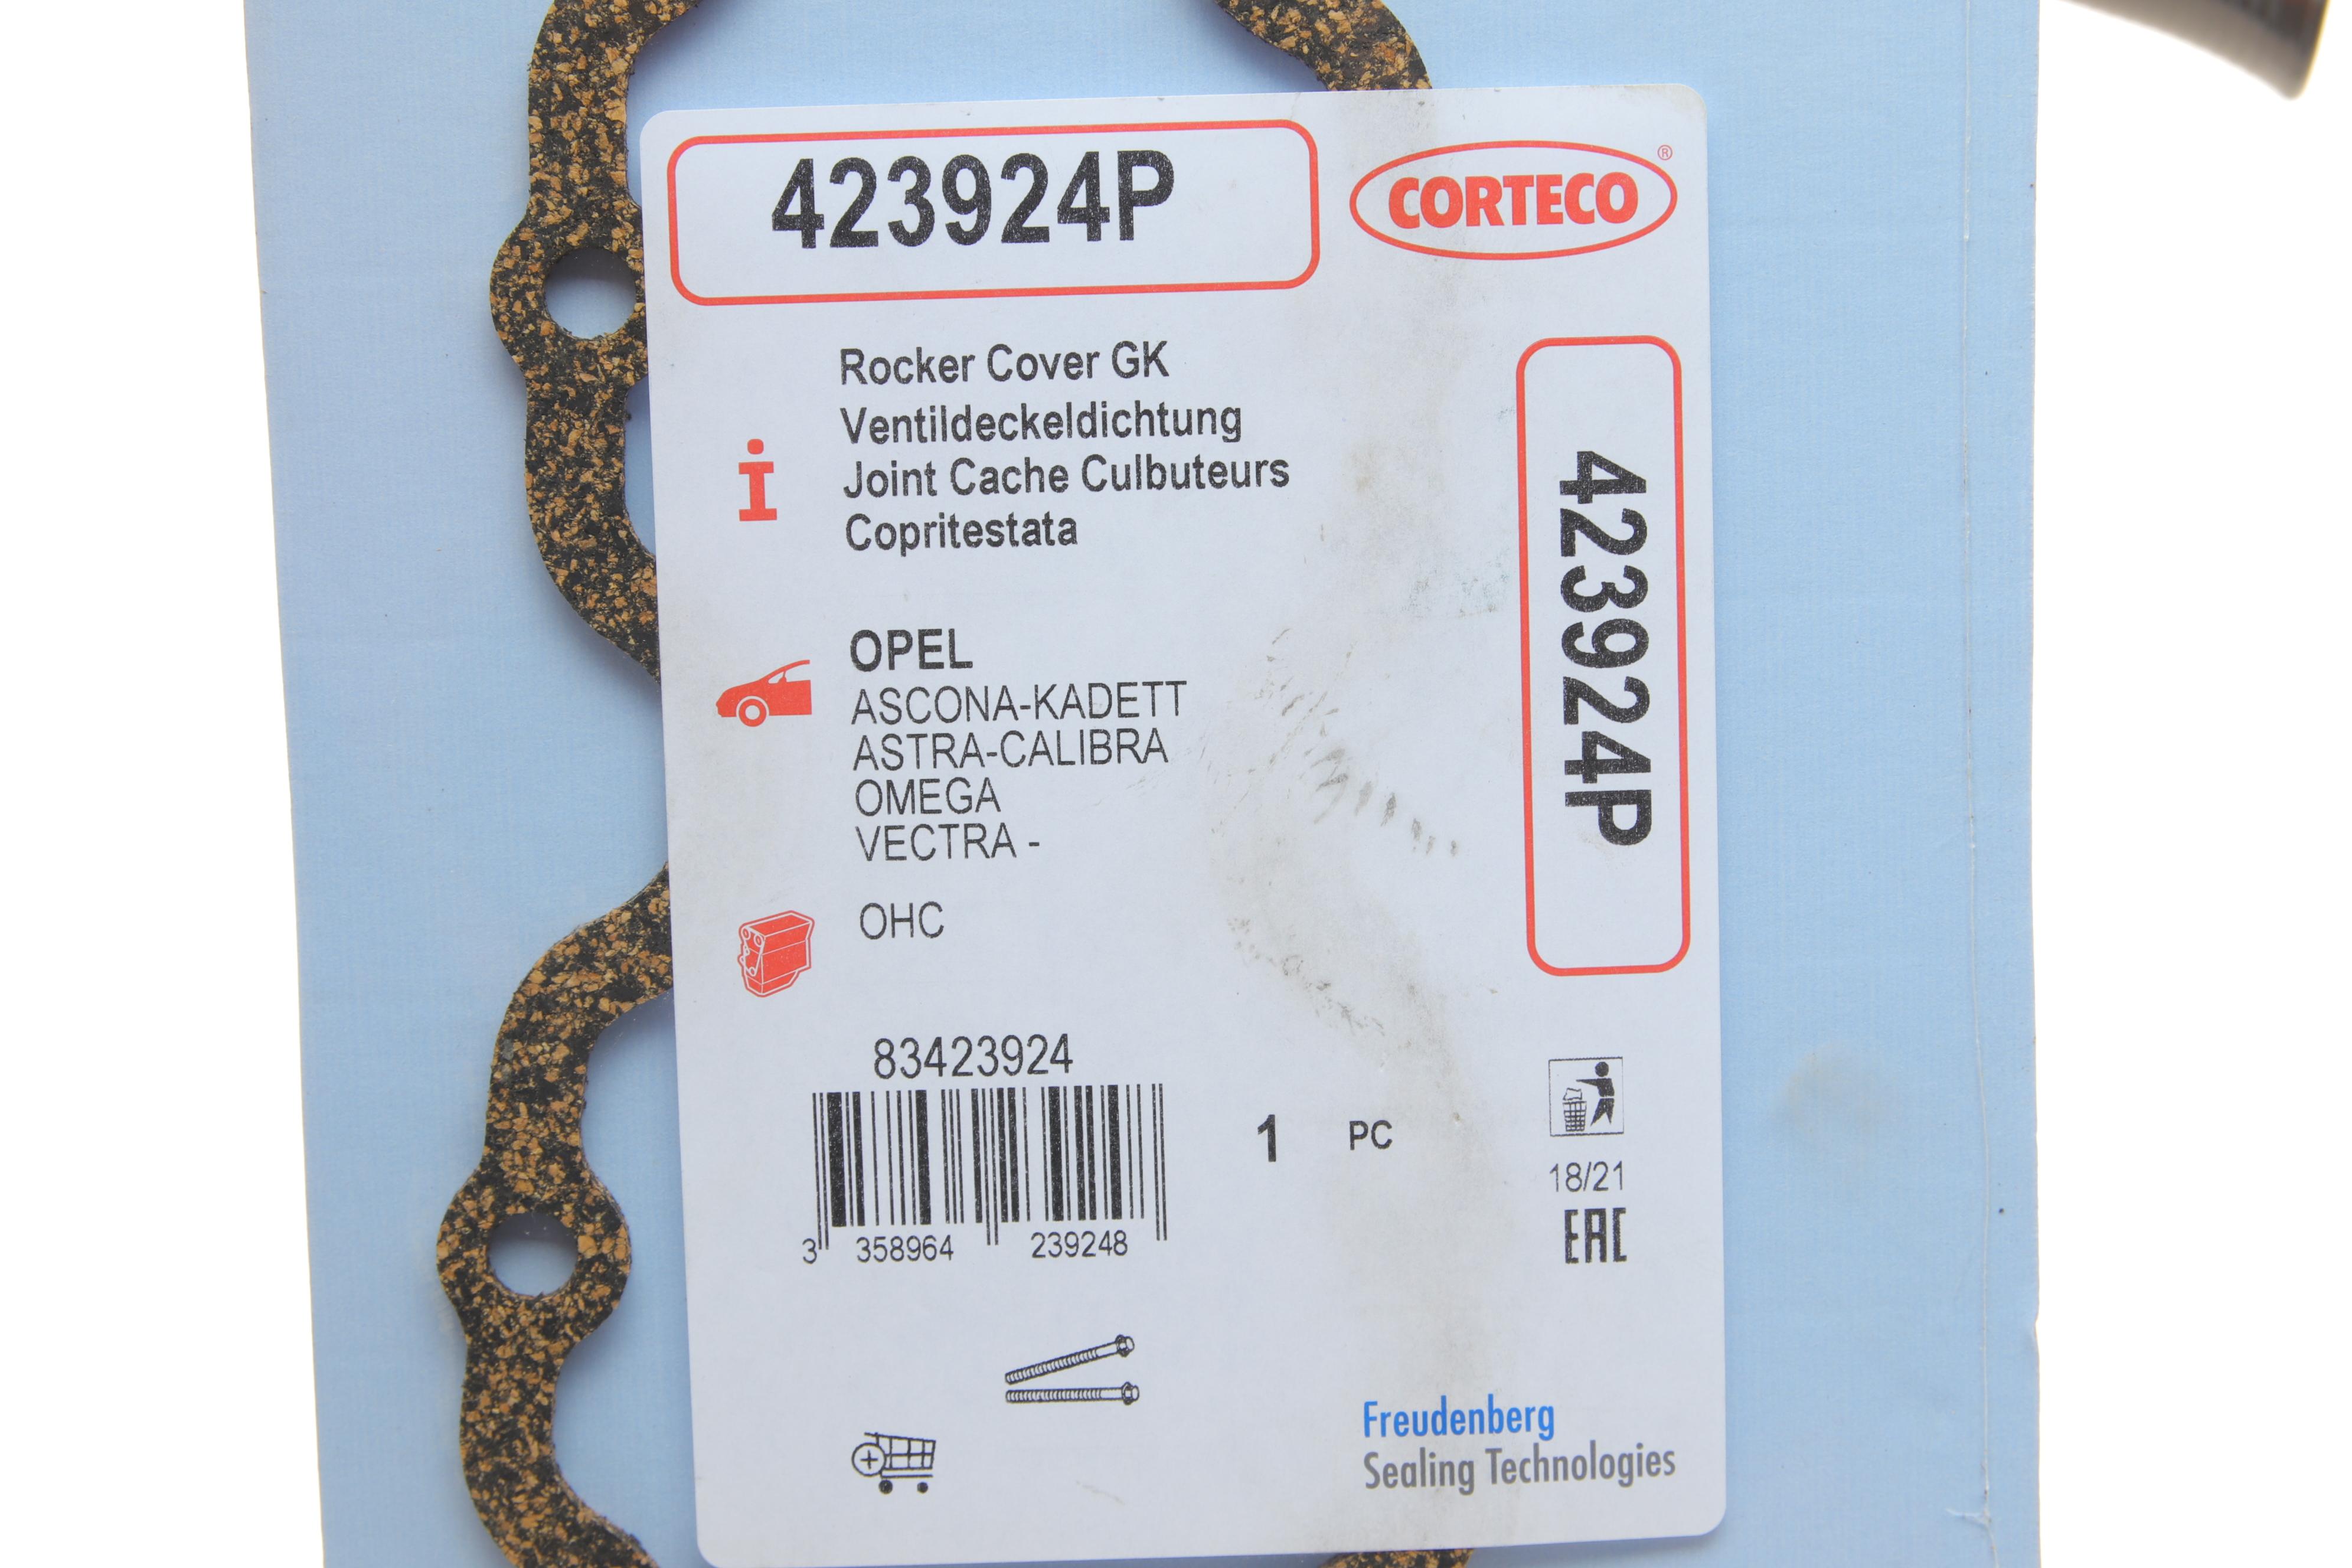 423924P
CORTECO ®
Rocker Cover GK
Ventildeckeldichtung
Joint Cache Culbuteurs
Copritestata
i
423924P
OPEL
ASCONA-KADETT
ASTRA-CALIBRA
OMEGA
VECTRA -
OHC
83423924
3 358964 239248
1 PC
18/21
EAC
Freudenberg
Sealing Technologies